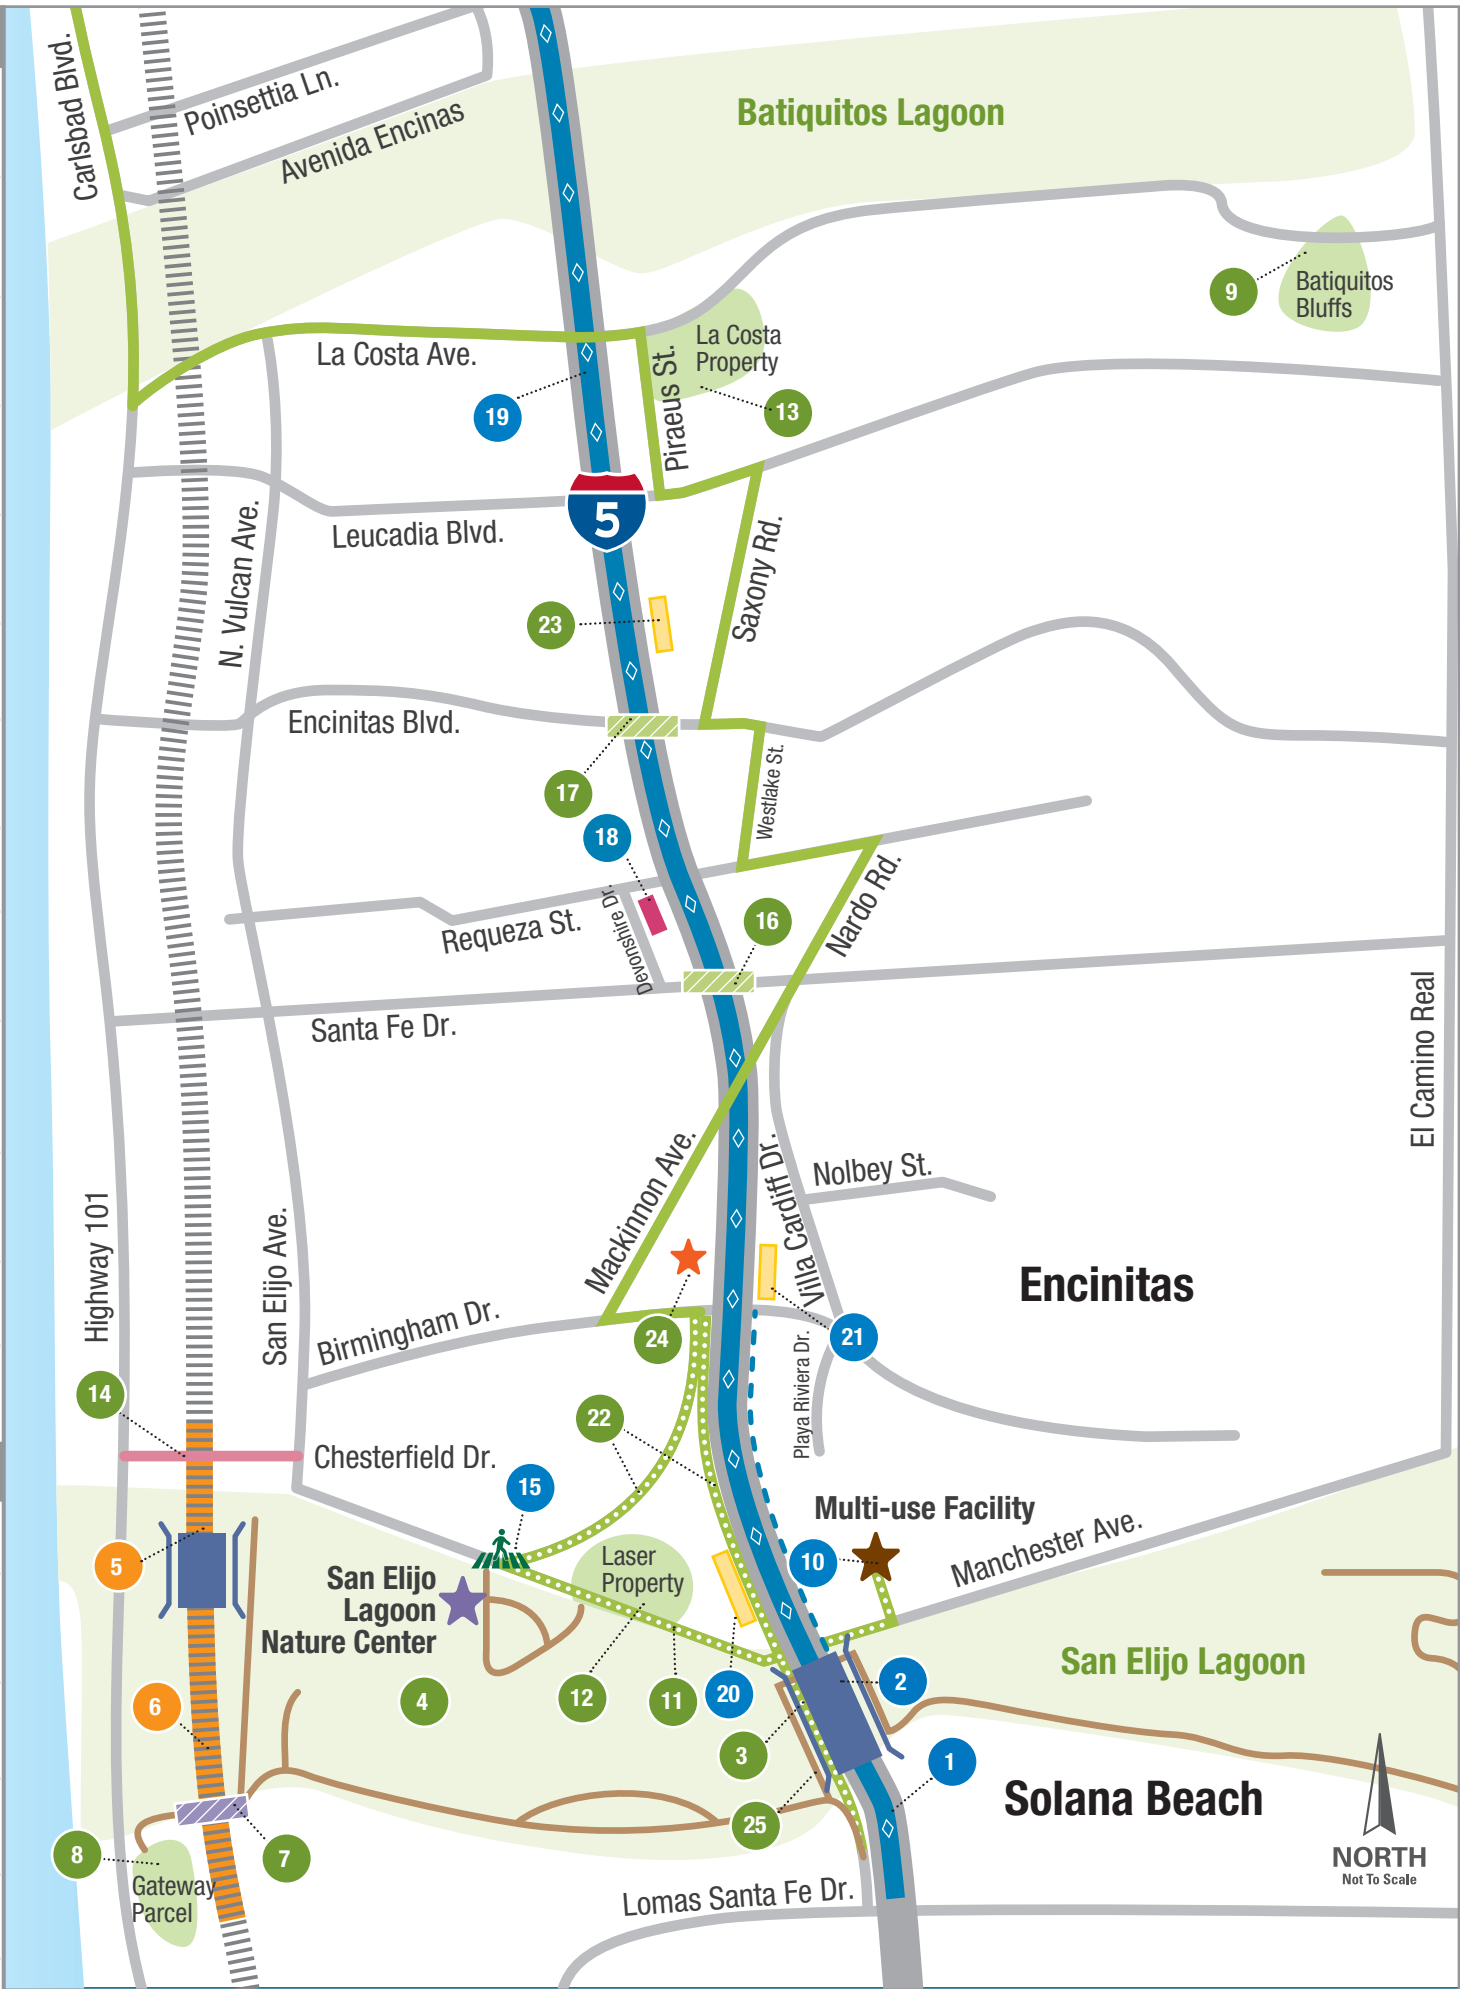 Carlsbad Blvd.
Poinsettia Ln.
Avenida Encinas
Batiquitos Lagoon
9
Batiquitos
Bluffs
La Costa Ave.
La Costa
Property
Piraeus St.
19
13
5
Leucadia Blvd.
N. Vulcan Ave.
Saxony Rd.
23
Encinitas Blvd.
17
Westlake St.
18
Nardo Rd.
Requeza St.
Devonshire Dr.
16
Santa Fe Dr.
El Camino Real
Highway 101
San Elijo Ave.
Mackinnon Ave.
Villa Cardiff Dr.
Nolbey St.
Encinitas
Birmingham Dr.
24
21
Playa Riviera Dr.
14
22
Chesterfield Dr.
15
Multi-use Facility
Manchester Ave.
5
10
Laser
Property
San Elijo
Lagoon
Nature Center
San Elijo Lagoon
6
4
12
11
20
2
3
1
Solana Beach
25
8
7
Gateway
Parcel
Lomas Santa Fe Dr.
NORTH
Not To Scale